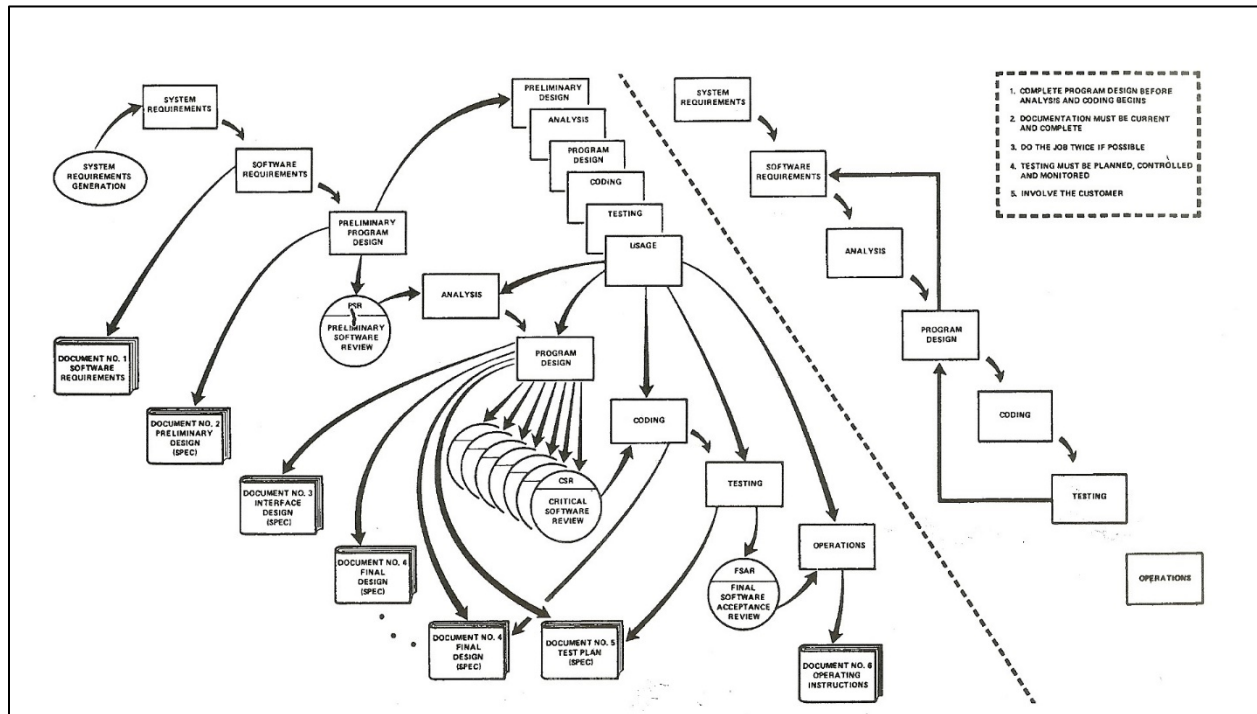 SYSTEM
REQUIREMENTS
SYSTEM
REQUIREMENTS
GENERATION
SOFTWARE
REQUIREMENTS
PRELIMINARY
PROGRAM
DESIGN
PSR
PRELIMINARY
SOFTWARE
REVIEW
PRELIMINARY
DESIGN
ANALYSIS
PROGRAM
DESIGN
CODING
TESTING
USAGE
ANALYSIS
PROGRAM
DESIGN
CSR
CRITICAL
SOFTWARE
REVIEW
CODING
TESTING
FSAR
FINAL
SOFTWARE
ACCEPTANCE
REVIEW
OPERATIONS
DOCUMENT NO. 1
SOFTWARE
REQUIREMENTS
DOCUMENT NO. 2
PRELIMINARY
DESIGN
(SPEC)
DOCUMENT NO. 3
INTERFACE
DESIGN
(SPEC)
DOCUMENT NO. 4
FINAL
DESIGN
(SPEC)
DOCUMENT NO. 4
FINAL
DESIGN
(SPEC)
DOCUMENT NO. 5
TEST PLAN
(SPEC)
DOCUMENT NO. 6
OPERATING
INSTRUCTIONS
SYSTEM
REQUIREMENTS
SOFTWARE
REQUIREMENTS
ANALYSIS
PROGRAM
DESIGN
CODING
TESTING
OPERATIONS
1. COMPLETE PROGRAM DESIGN BEFORE
ANALYSIS AND CODING BEGINS
2. DOCUMENTATION MUST BE CURRENT
AND COMPLETE
3. DO THE JOB TWICE IF POSSIBLE
4. TESTING MUST BE PLANNED, CONTROLLED
AND MONITORED
5. INVOLVE THE CUSTOMER